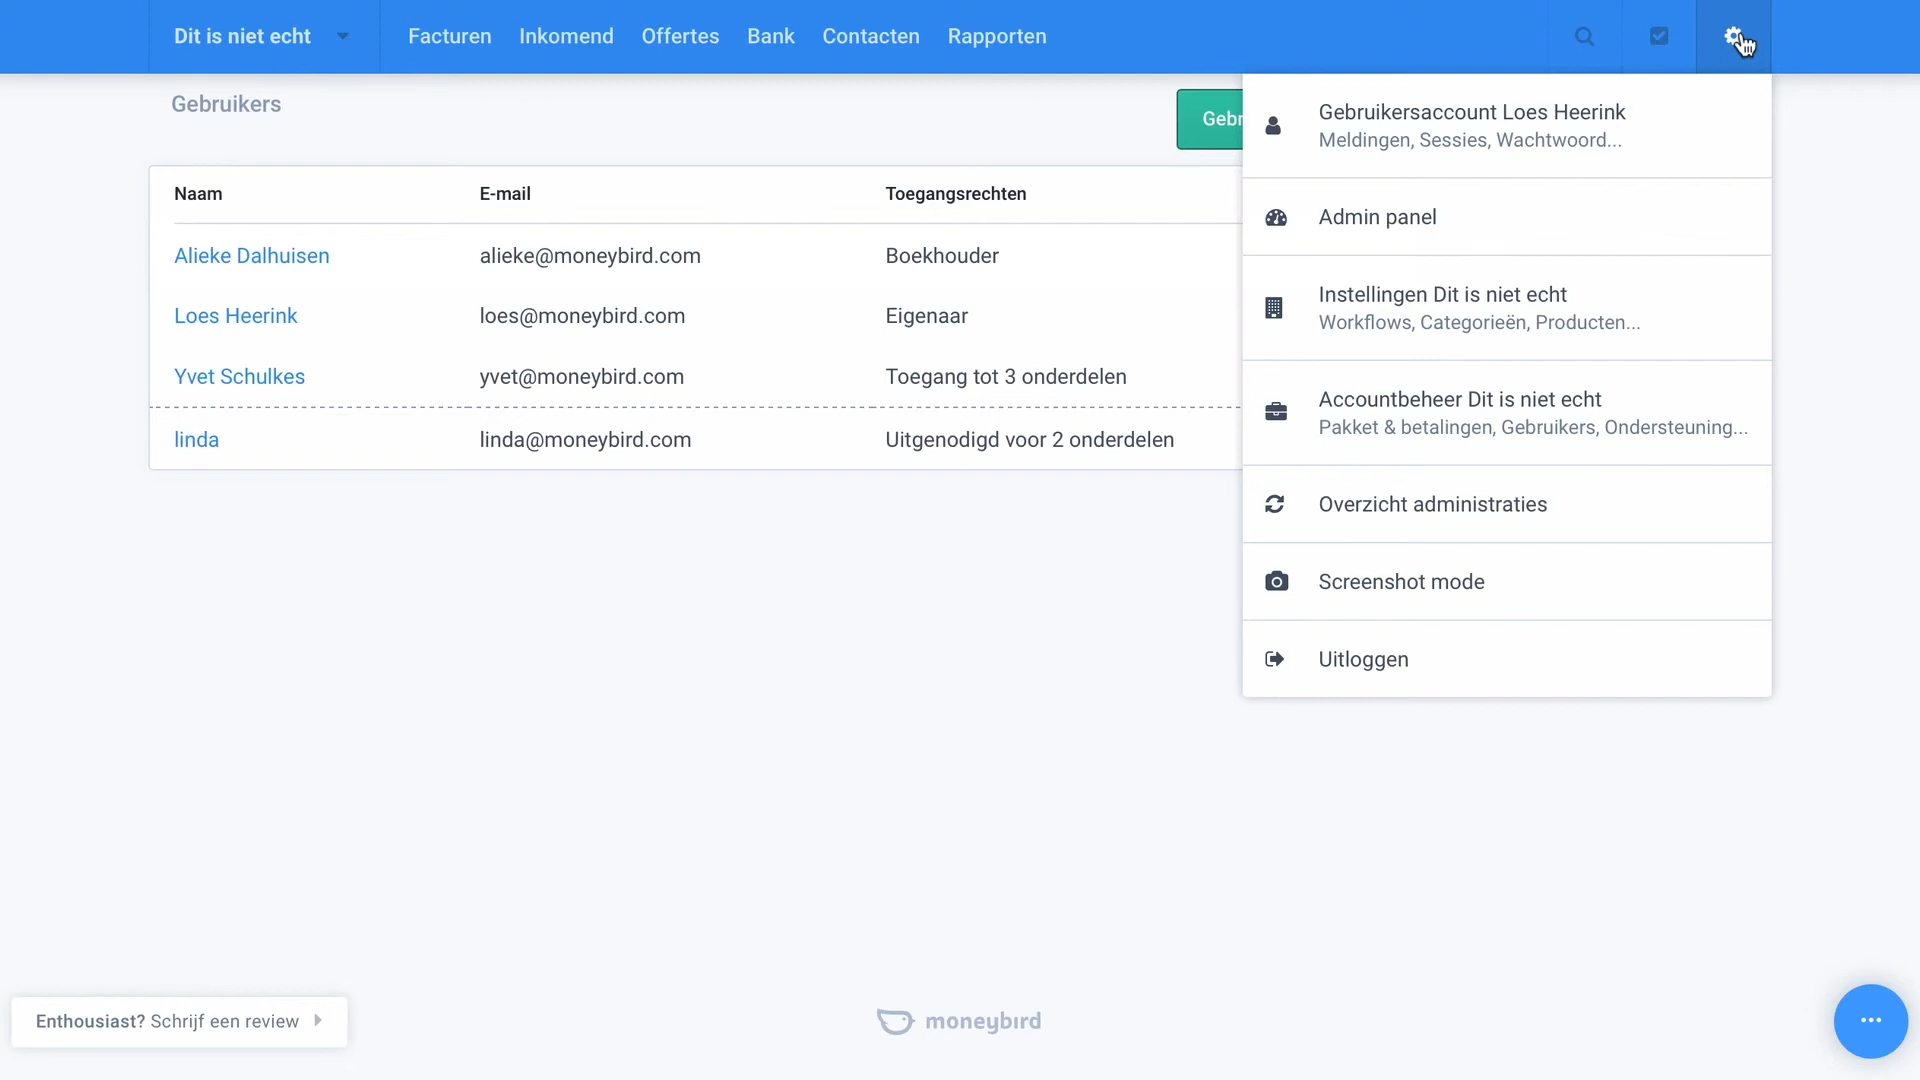 Dit is niet echt
Facturen
Inkomend
Offertes
Bank
Contacten
Rapporten
Gebruikers
Naam
E-mail
Toegangsrechten
Alieke Dalhuisen
alieke@moneybird.com
Boekhouder
Loes Heerink
loes@moneybird.com
Eigenaar
Yvet Schulkes
yvet@moneybird.com
Toegang tot 3 onderdelen
linda
linda@moneybird.com
Uitgenodigd voor 2 onderdelen
Gebruikersaccount Loes Heerink
Meldingen, Sessies, Wachtwoord...
Admin panel
Instellingen Dit is niet echt
Workflows, Categorieën, Producten...
Accountbeheer Dit is niet echt
Pakket & betalingen, Gebruikers, Ondersteuning...
Overzicht administraties
Screenshot mode
Uitloggen
Enthousiast? Schrijf een review
moneybird